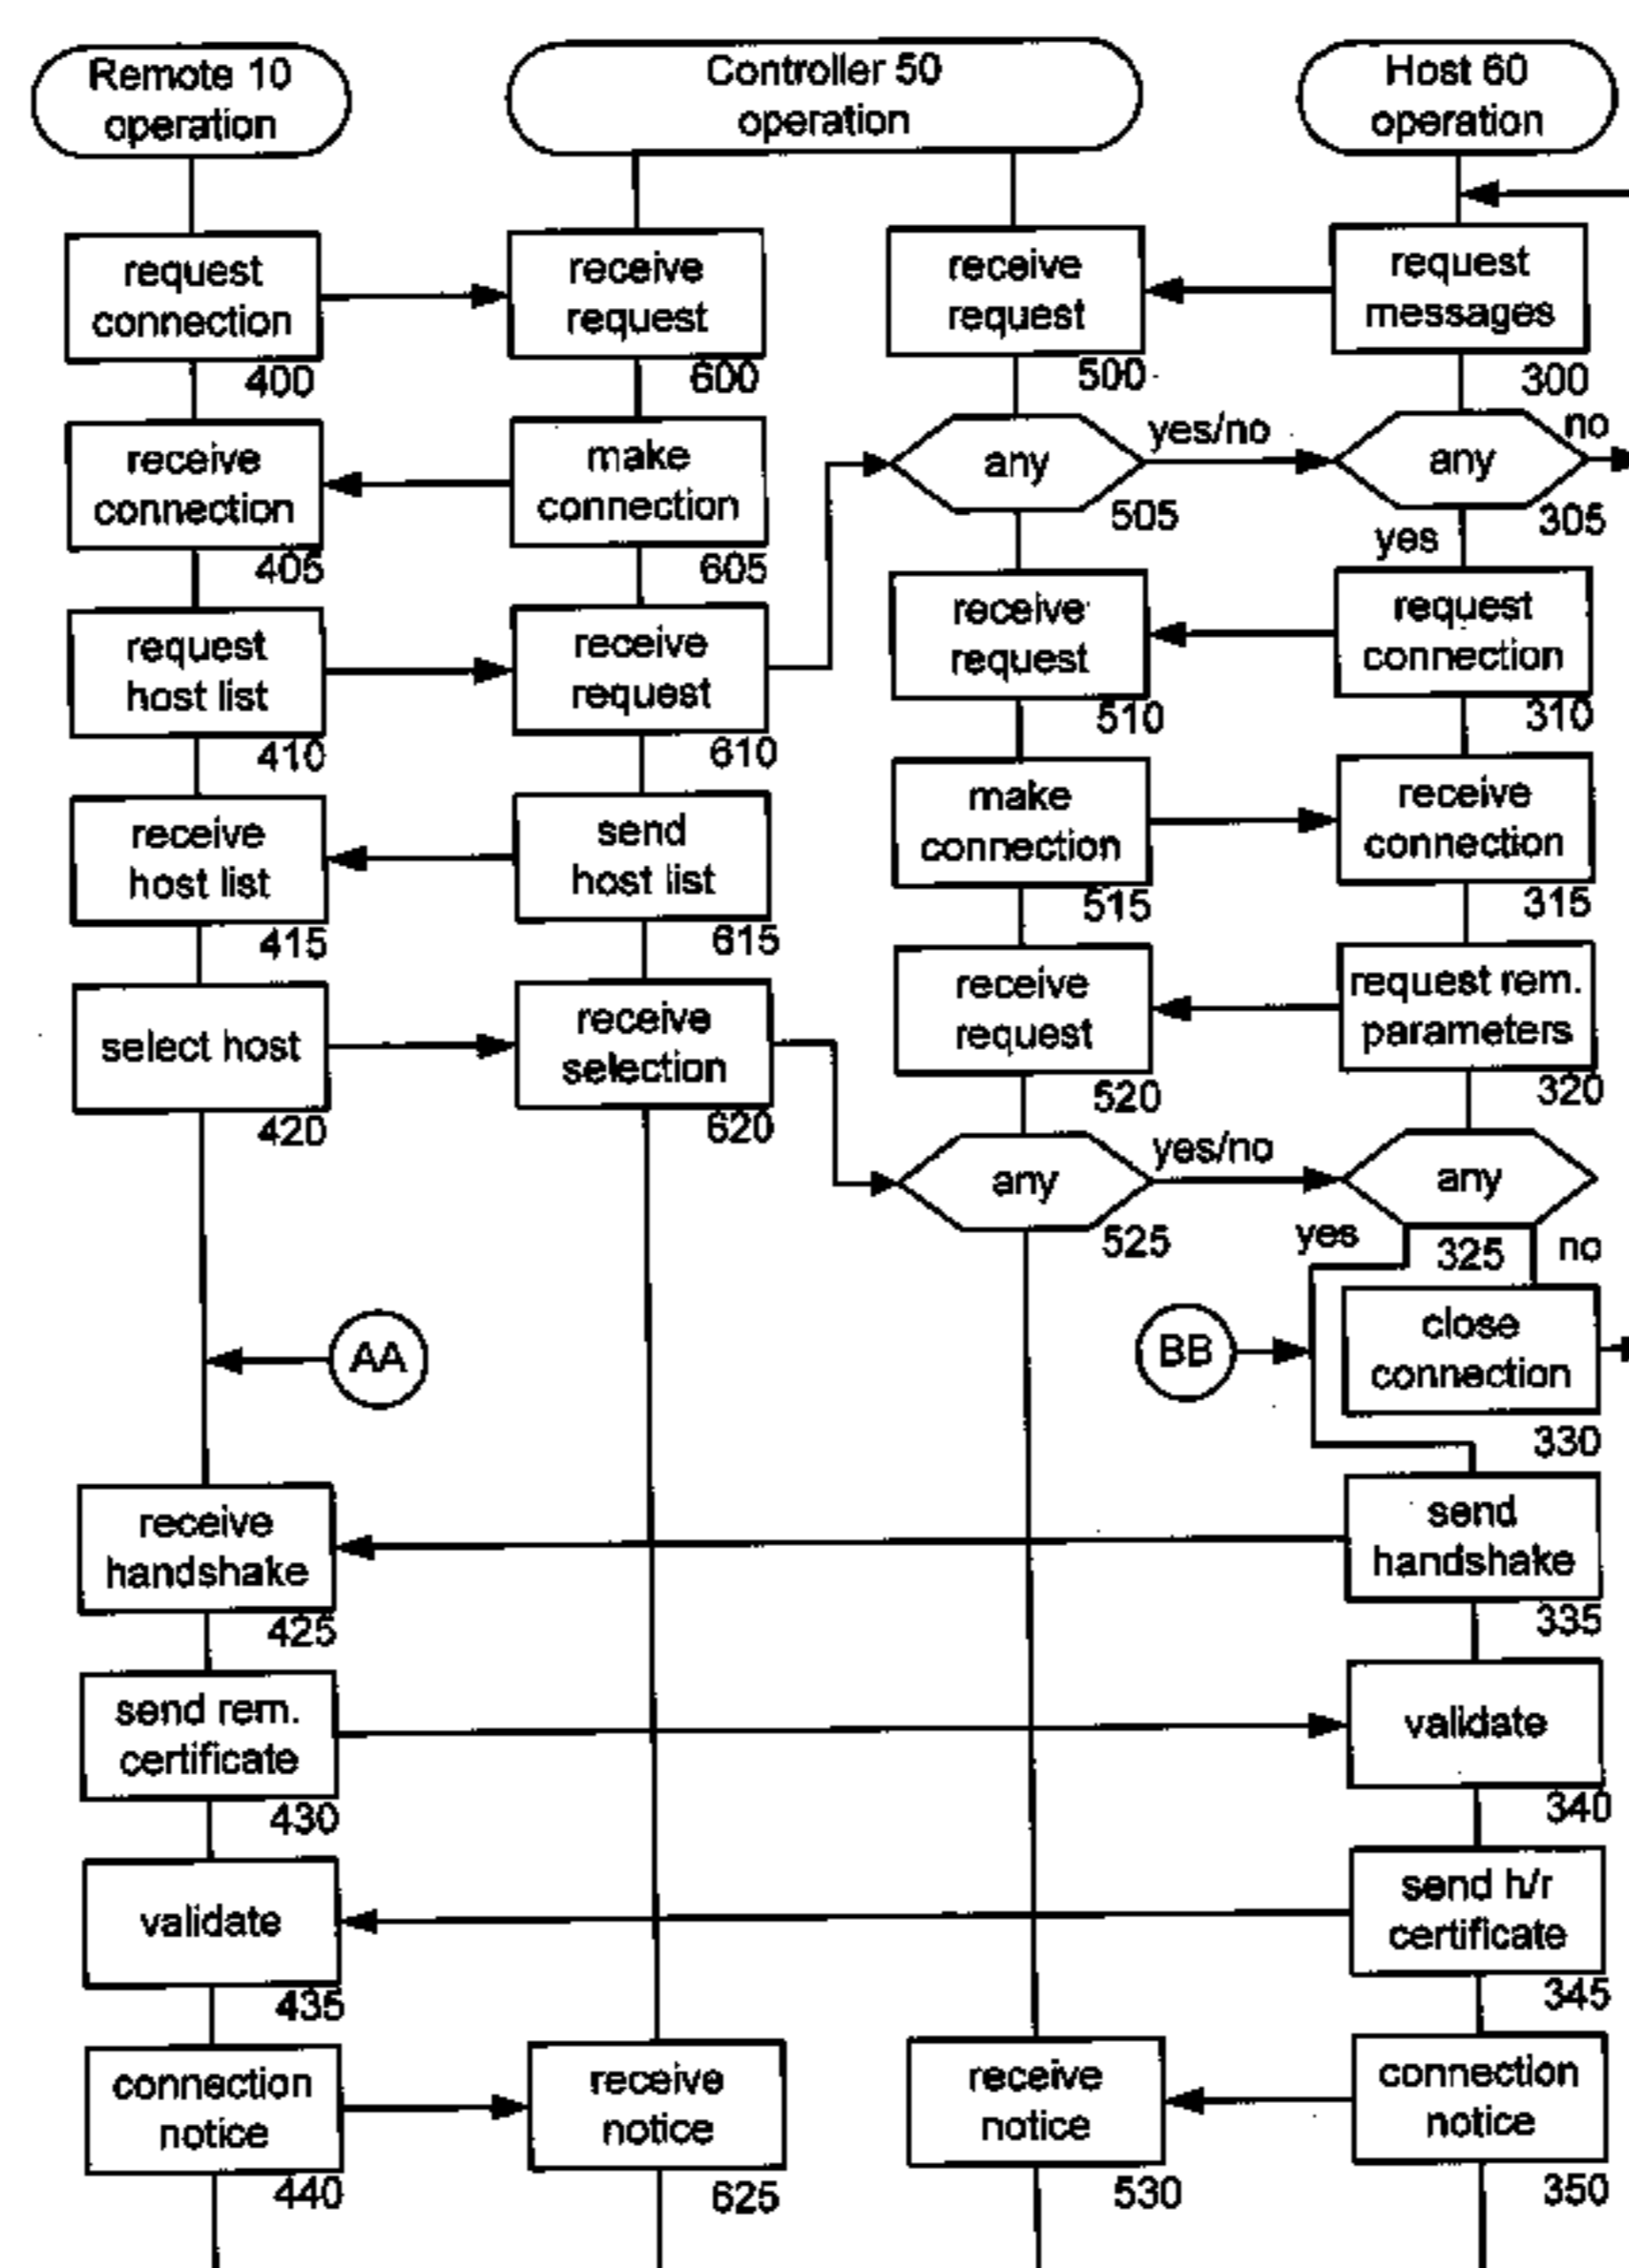 Remote 10
operation
Controller 50
operation
Host 60
operation
request
connection
400
receive
request
600
receive
request
500
request
messages
300
receive
connection
405
make
connection
605
any
yes/no
505
any
no
305
yes
request
host list
410
receive
request
610
receive
request
510
request
connection
310
receive
host list
415
send
host list
615
make
connection
515
receive
connection
315
select host
420
receive
selection
620
receive
request
520
request rem.
parameters
320
any
yes/no
525
any
325
yes
no
AA
BB
close
connection
330
receive
handshake
425
send
handshake
335
send rem.
certificate
430
validate
340
validate
435
send h/r
certificate
345
connection
notice
440
receive
notice
625
receive
notice
530
connection
notice
350